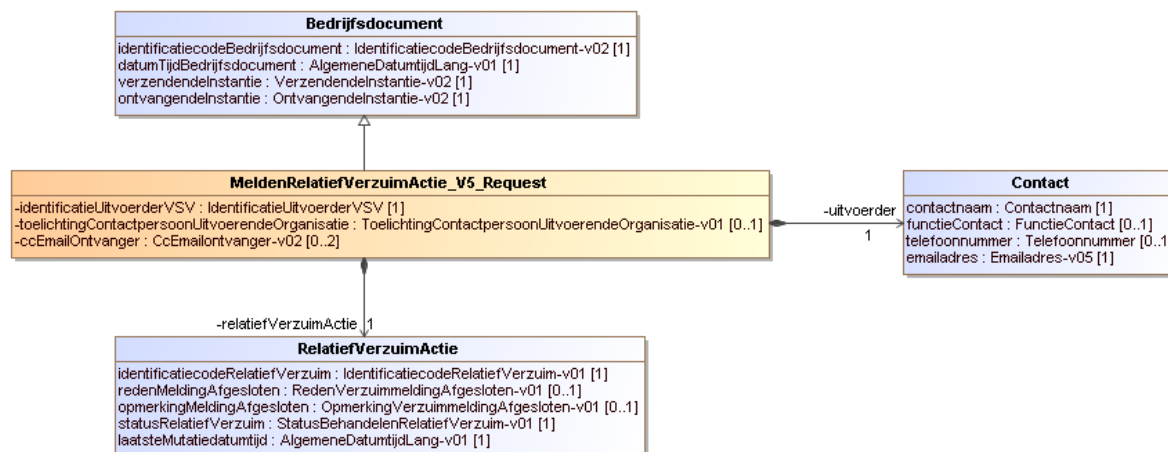 Bedrijfsdocument
identificatiecodeBedrijfsdocument : IdentificatiecodeBedrijfsdocument-v02 [1]
datumTijdBedrijfsdocument : AlgemeneDatumtijdLang-v01 [1]
verzendendeInstantie : VerzendendeInstantie-v02 [1]
ontvangendeInstantie : OntvangendeInstantie-v02 [1]
MeldenRelatiefVerzuimActie_V5_Request
-identificatieUitvoerderVSV : IdentificatieUitvoerderVSV [1]
-toelichtingContactpersoonUitvoerendeOrganisatie : ToelichtingContactpersoonUitvoerendeOrganisatie-v01 [0..1]
-ccEmailOntvanger : CcEmailontvanger-v02 [0..2]
-uitvoerder
1
Contact
contactnaam : Contactnaam [1]
functieContact : FunctieContact [0..1]
telefoonnummer : Telefoonnummer [0..1
emailadres : Emailadres-v05 [1]
-relatiefVerzuimActie 1
RelatiefVerzuimActie
identificatiecodeRelatiefVerzuim : IdentificatiecodeRelatiefVerzuim-v01 [1]
redenMeldingAfgesloten : RedenVerzuimmeldingAfgesloten-v01 [0..1]
opmerkingMeldingAfgesloten : OpmerkingVerzuimmeldingAfgesloten-v01 [0..1]
statusRelatiefVerzuim : StatusBehandelenRelatiefVerzuim-v01 [1]
laatsteMutatiedatumtijd : AlgemeneDatumtijdLang-v01 [1]